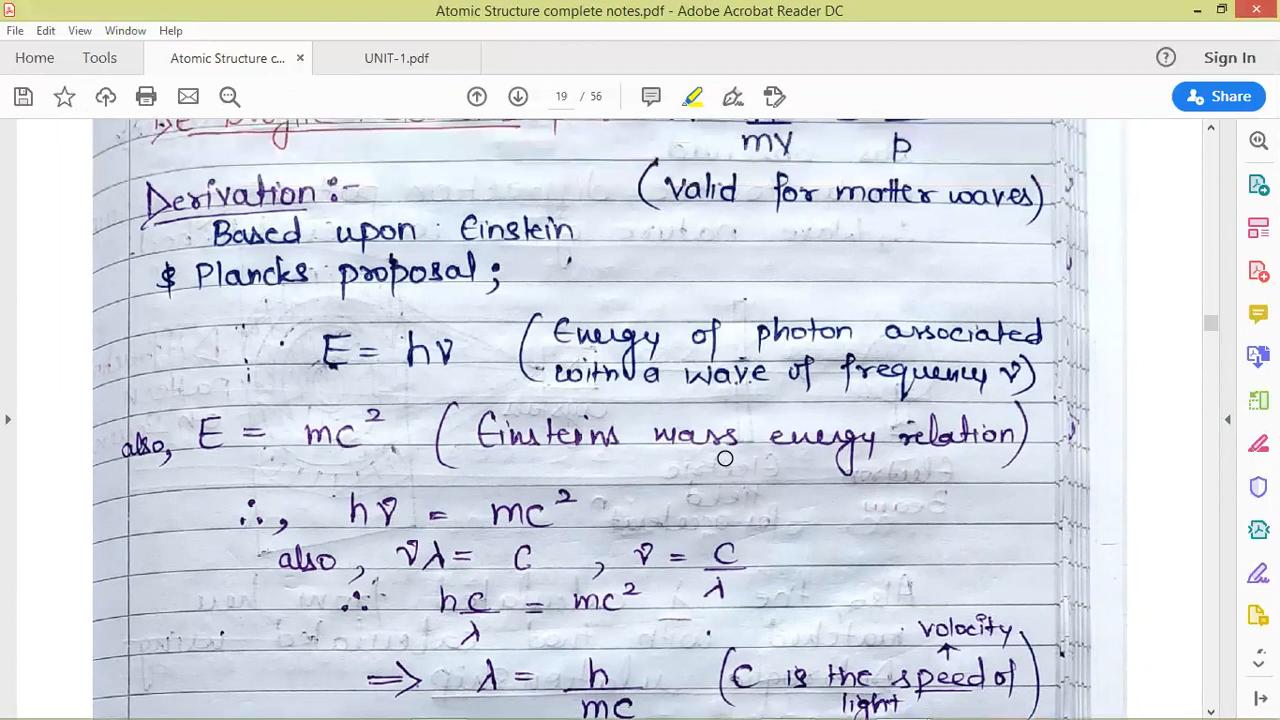 Atomic Structure complete notes.pdf - Adobe Acrobat Reader DC
File Edit View Window Help
Home Tools Atomic Structure c... × UNIT-1.pdf Sign In
19 / 56 Share
mv p
Derivation :- (valid for matter waves)
Based upon Einstein
& Plancks proposal;
E = hν (Energy of photon associated
with a wave of frequency ν)
also, E = mc² (Einsteins mass energy relation)
∴, hν = mc²
also, νλ = C , ν = C/λ
∴ hC/λ = mc²
volocity
⇒ λ = h/mc (C is the speed of
light)